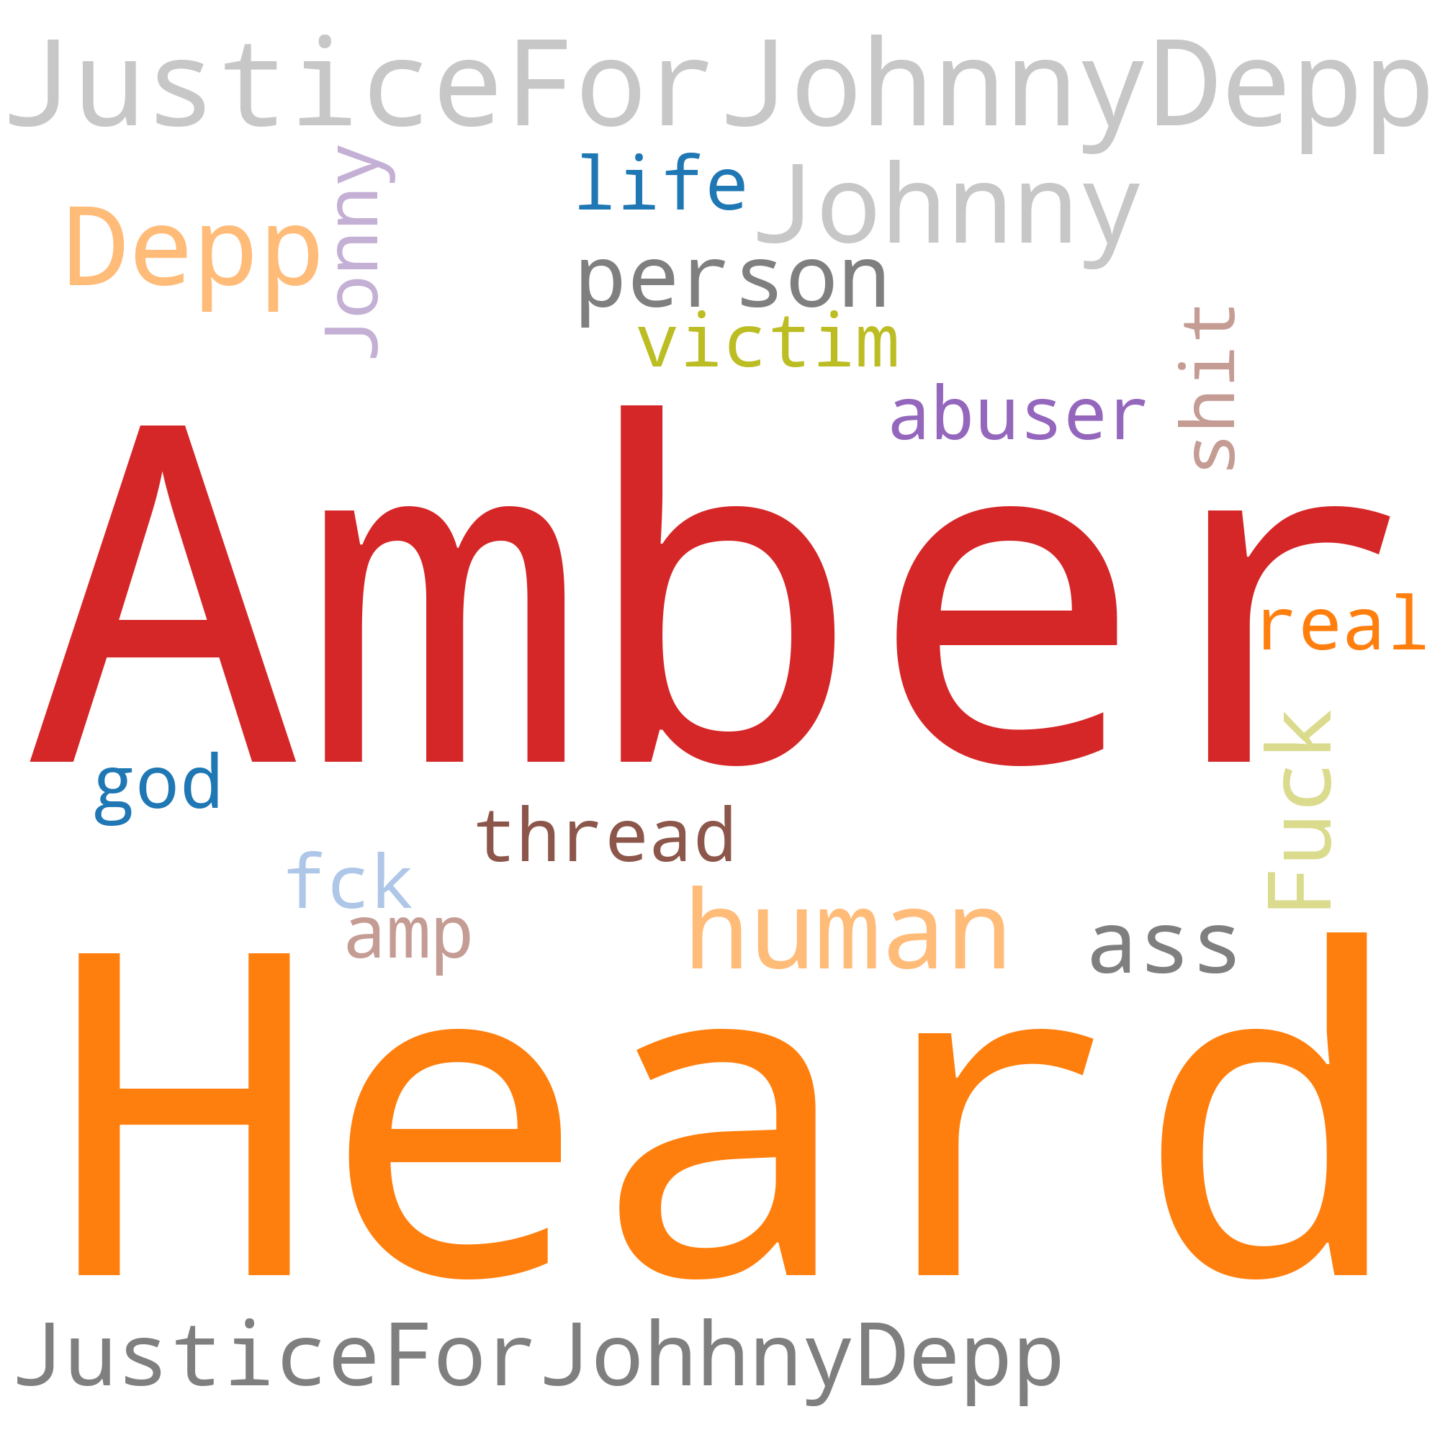 JusticeForJohnnyDepp
life
Johnny
Depp
Jonny
person
victim
shit
abuser
Amber
real
Fuck
god
thread
fck
amp
human
ass
Heard
JusticeForJohhnyDepp